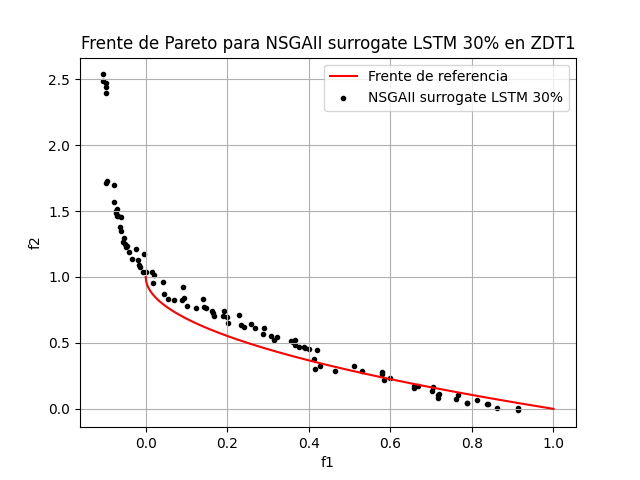 Frente de Pareto para NSGAII surrogate LSTM 30% en ZDT1
Frente de referencia
NSGAII surrogate LSTM 30%
f2
2.5
2.0
1.5
1.0
0.5
0.0
0.0 0.2 0.4 0.6 0.8 1.0
f1